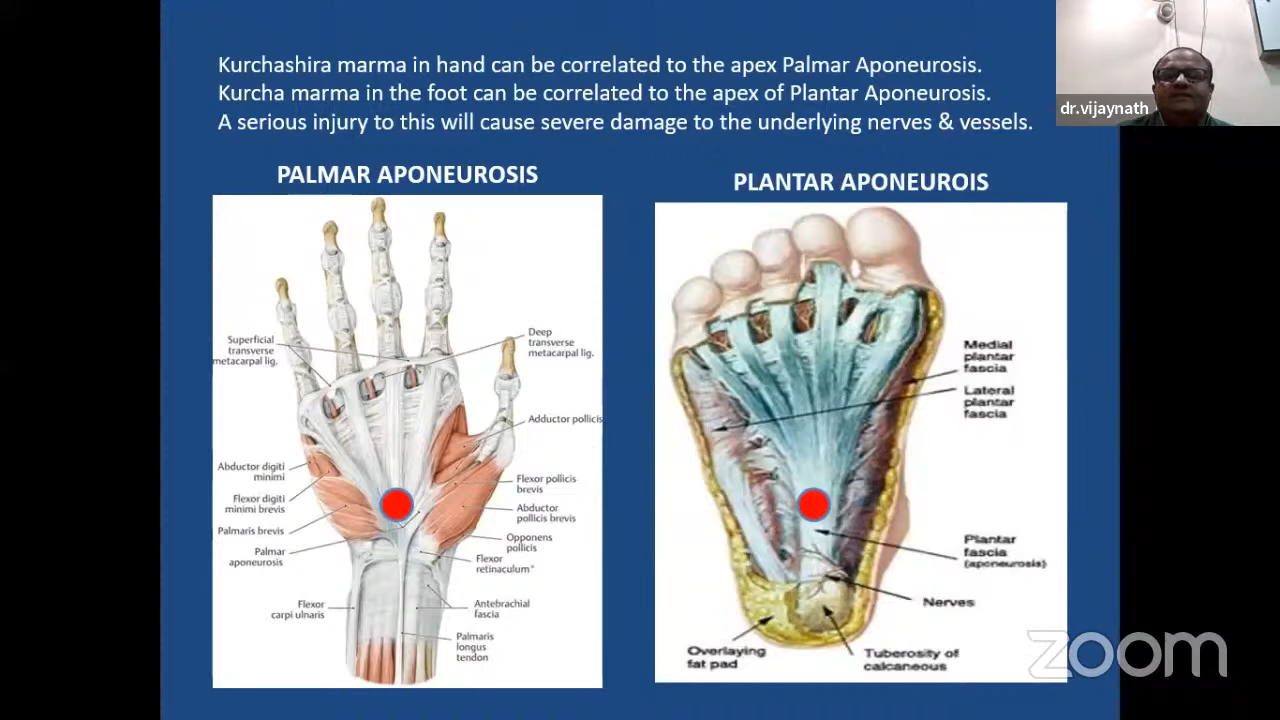 Kurchashira marma in hand can be correlated to the apex Palmar Aponeurosis.
Kurcha marma in the foot can be correlated to the apex of Plantar Aponeurosis.
A serious injury to this will cause severe damage to the underlying nerves & vessels.
dr.vijaynath
PALMAR APONEUROSIS
Superficial
transverse
metacarpal lig.
Deep
transverse
metacarpal lig.
Adductor pollicis
Abductor digiti
minimi
Flexor digiti
minimi brevis
Palmaris brevis
Palmar
aponeurosis
Flexor pollicis
brevis
Abductor
pollicis brevis
Opponens
pollicis
Flexor
retinaculum*
Flexor
carpi ulnaris
Antebrachial
fascia
Palmaris
longus
tendon
PLANTAR APONEUROIS
Medial
plantar
fascia
Lateral
plantar
fascia
Plantar
fascia
(aponeurosis)
Nerves
Overlaying
fat pad
Tuberosity of
calcaneous
zoom